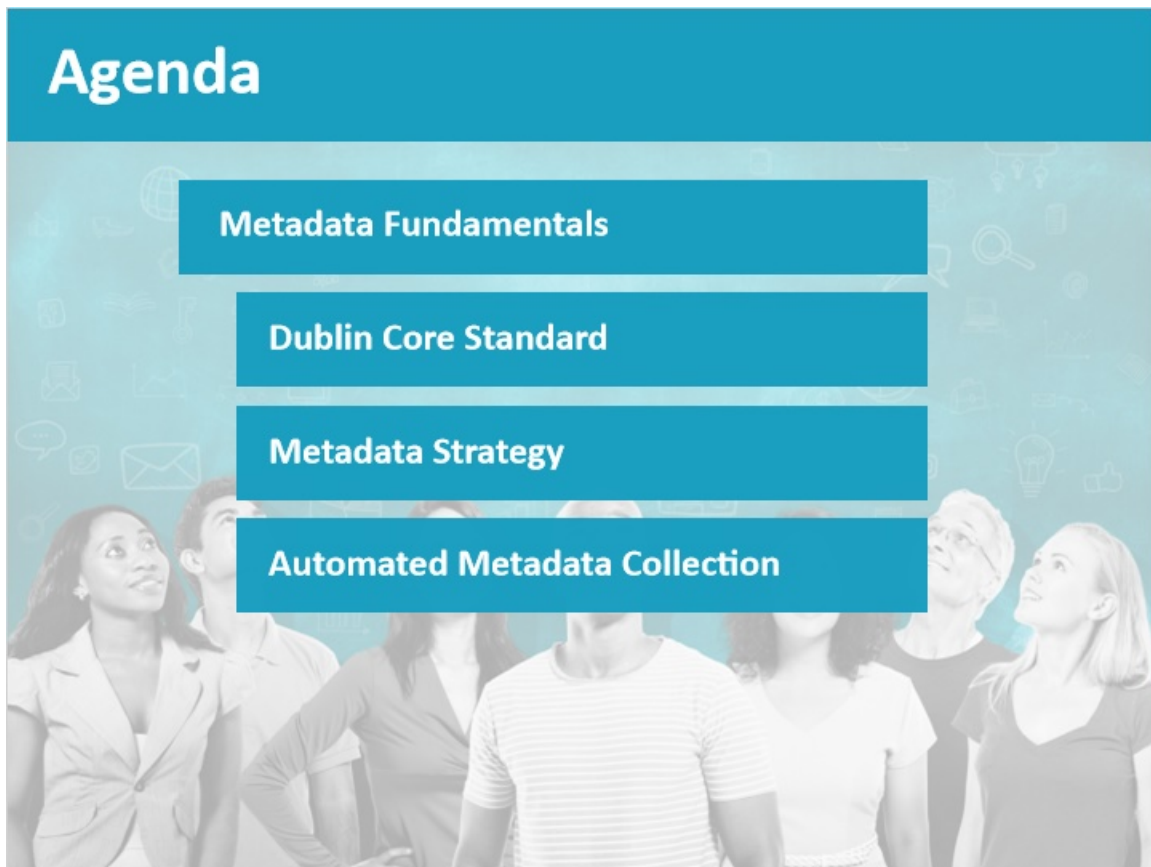 Agenda
Metadata Fundamentals
Dublin Core Standard
Metadata Strategy
Automated Metadata Collection